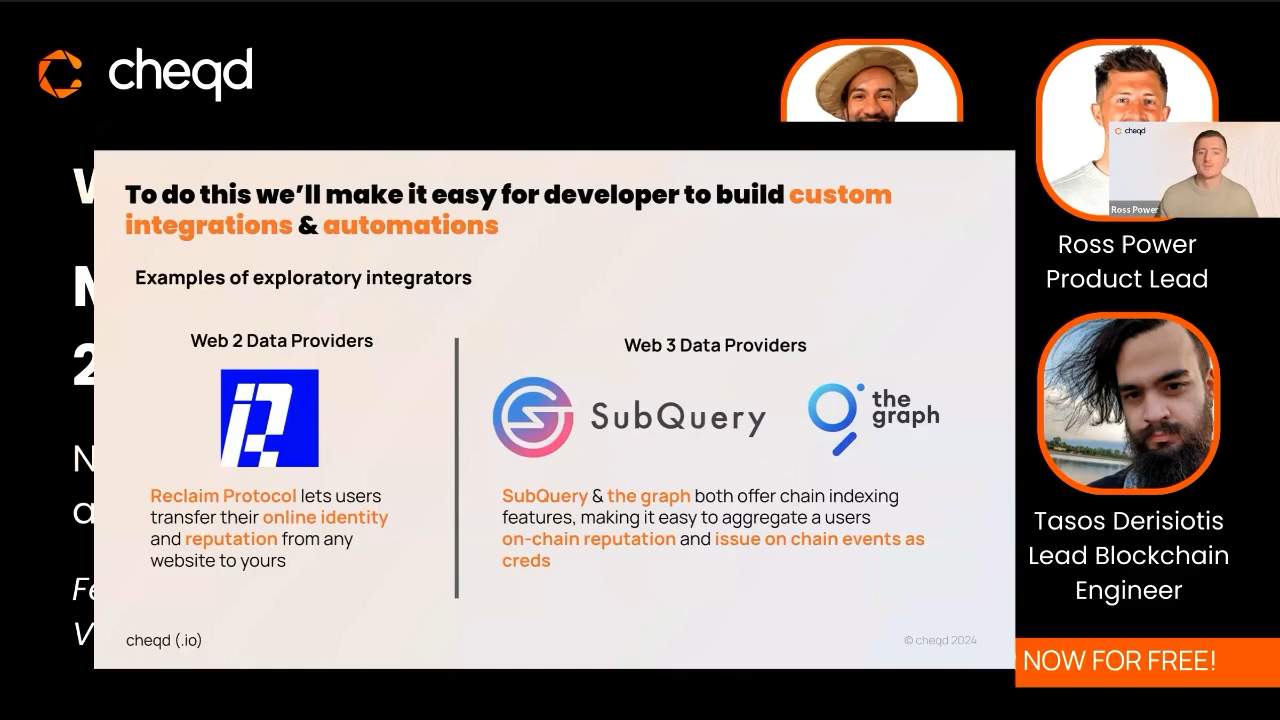 cheqd
To do this we’ll make it easy for developer to build custom
integrations & automations
Examples of exploratory integrators
Web 2 Data Providers
Reclaim Protocol lets users
transfer their online identity
and reputation from any
website to yours
Web 3 Data Providers
SubQuery
the
graph
SubQuery & the graph both offer chain indexing
features, making it easy to aggregate a users
on-chain reputation and issue on chain events as
creds
cheqd (.io)
© cheqd 2024
cheqd
Ross Power
Ross Power
Product Lead
Tasos Derisiotis
Lead Blockchain
Engineer
NOW FOR FREE!